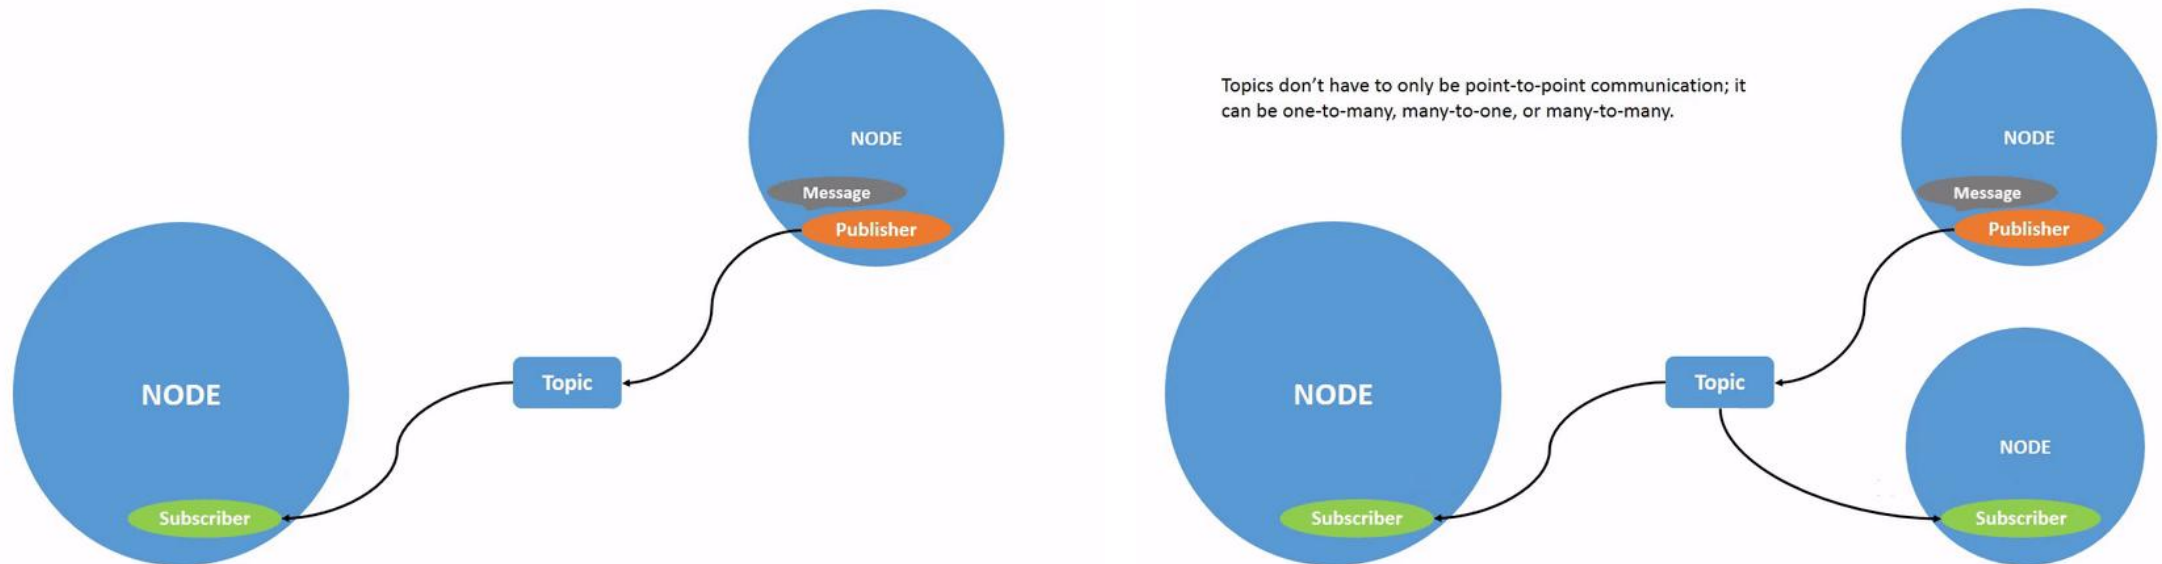 NODE
Message
Publisher
Topic
NODE
Subscriber
Topics don't have to only be point-to-point communication; it
can be one-to-many, many-to-one, or many-to-many.
NODE
Message
Publisher
Topic
NODE
NODE
Subscriber
Subscriber